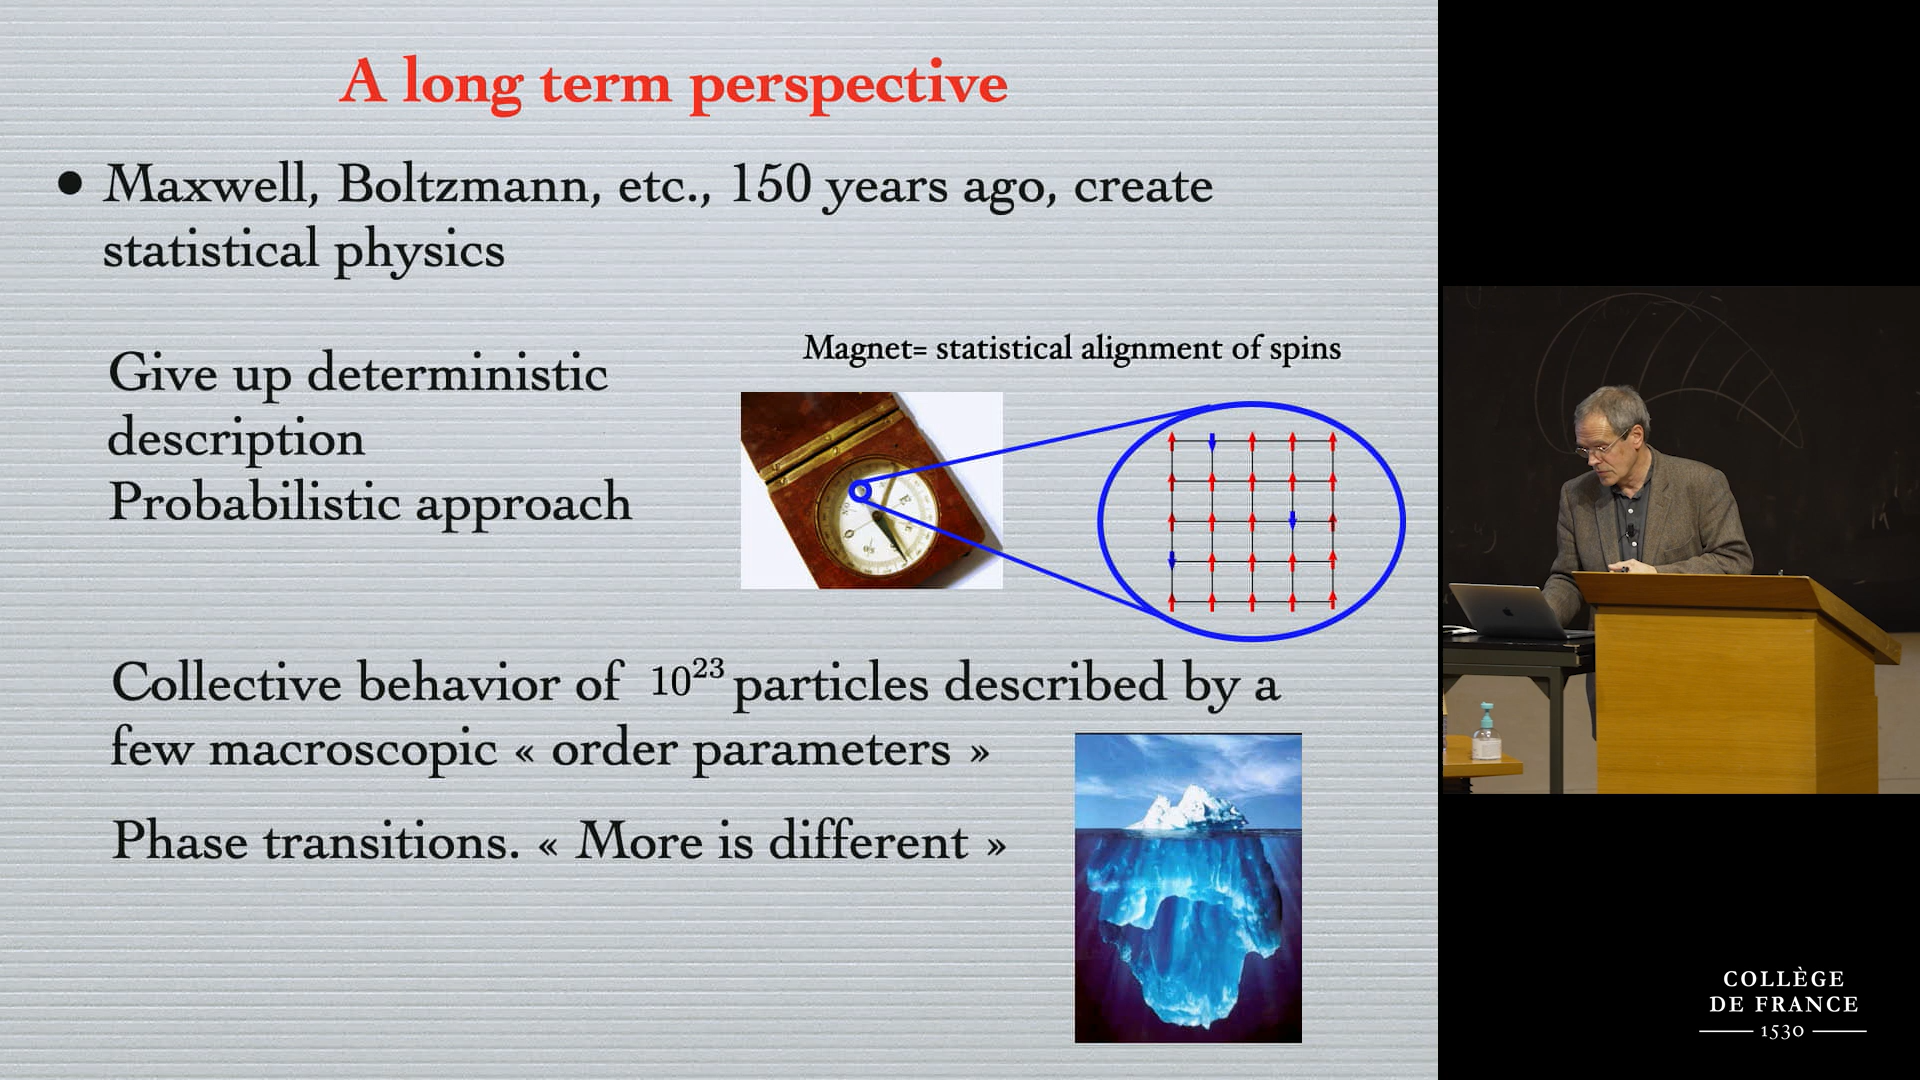 A long term perspective
• Maxwell, Boltzmann, etc., 150 years ago, create
statistical physics
Give up deterministic
description
Probabilistic approach
Magnet= statistical alignment of spins
Collective behavior of 10²³ particles described by a
few macroscopic « order parameters »
Phase transitions. « More is different »
COLLÈGE
DE FRANCE
1530